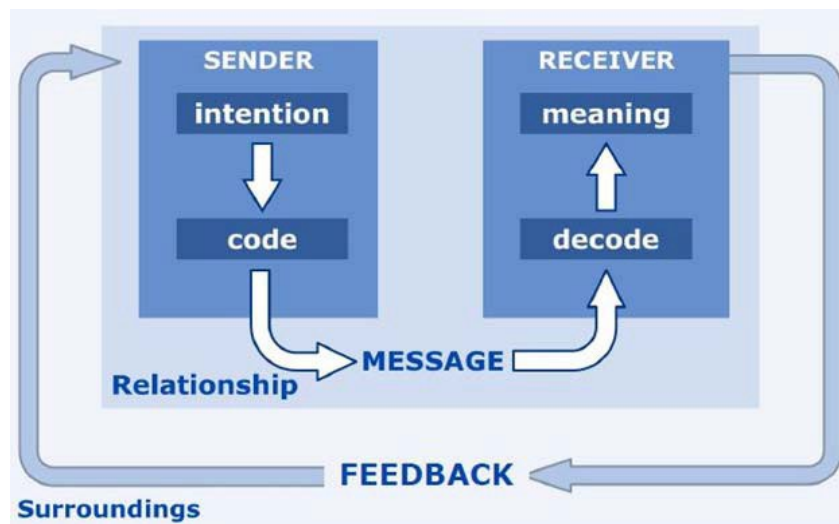 SENDER
intention
code
RECEIVER
meaning
decode
MESSAGE
Relationship
FEEDBACK
Surroundings